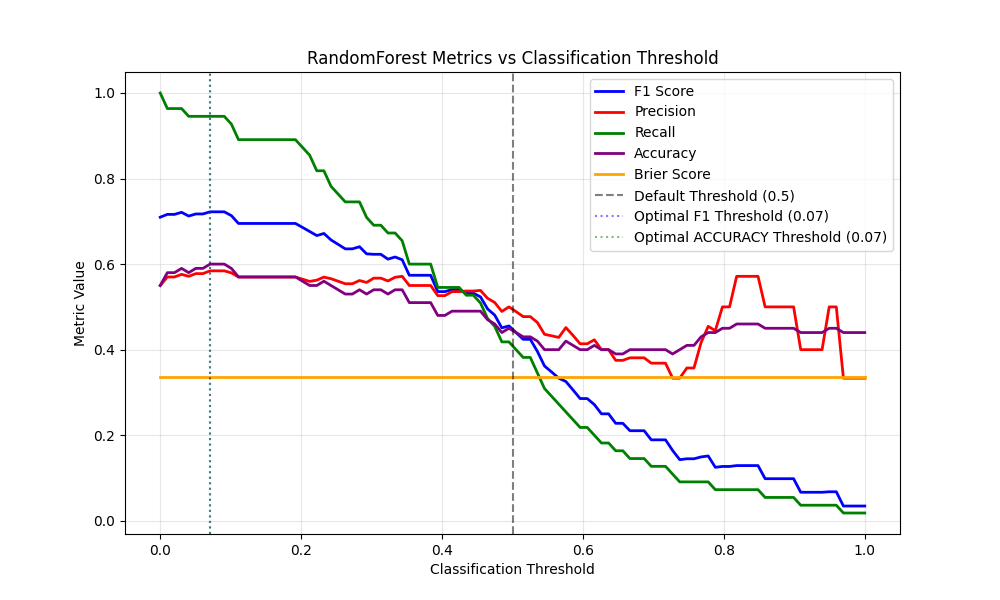 RandomForest Metrics vs Classification Threshold
1.0
0.8
0.6
0.4
0.2
0.0
Metric Value
F1 Score
Precision
Recall
Accuracy
Brier Score
Default Threshold (0.5)
Optimal F1 Threshold (0.07)
Optimal ACCURACY Threshold (0.07)
0.0 0.2 0.4 0.6 0.8 1.0
Classification Threshold